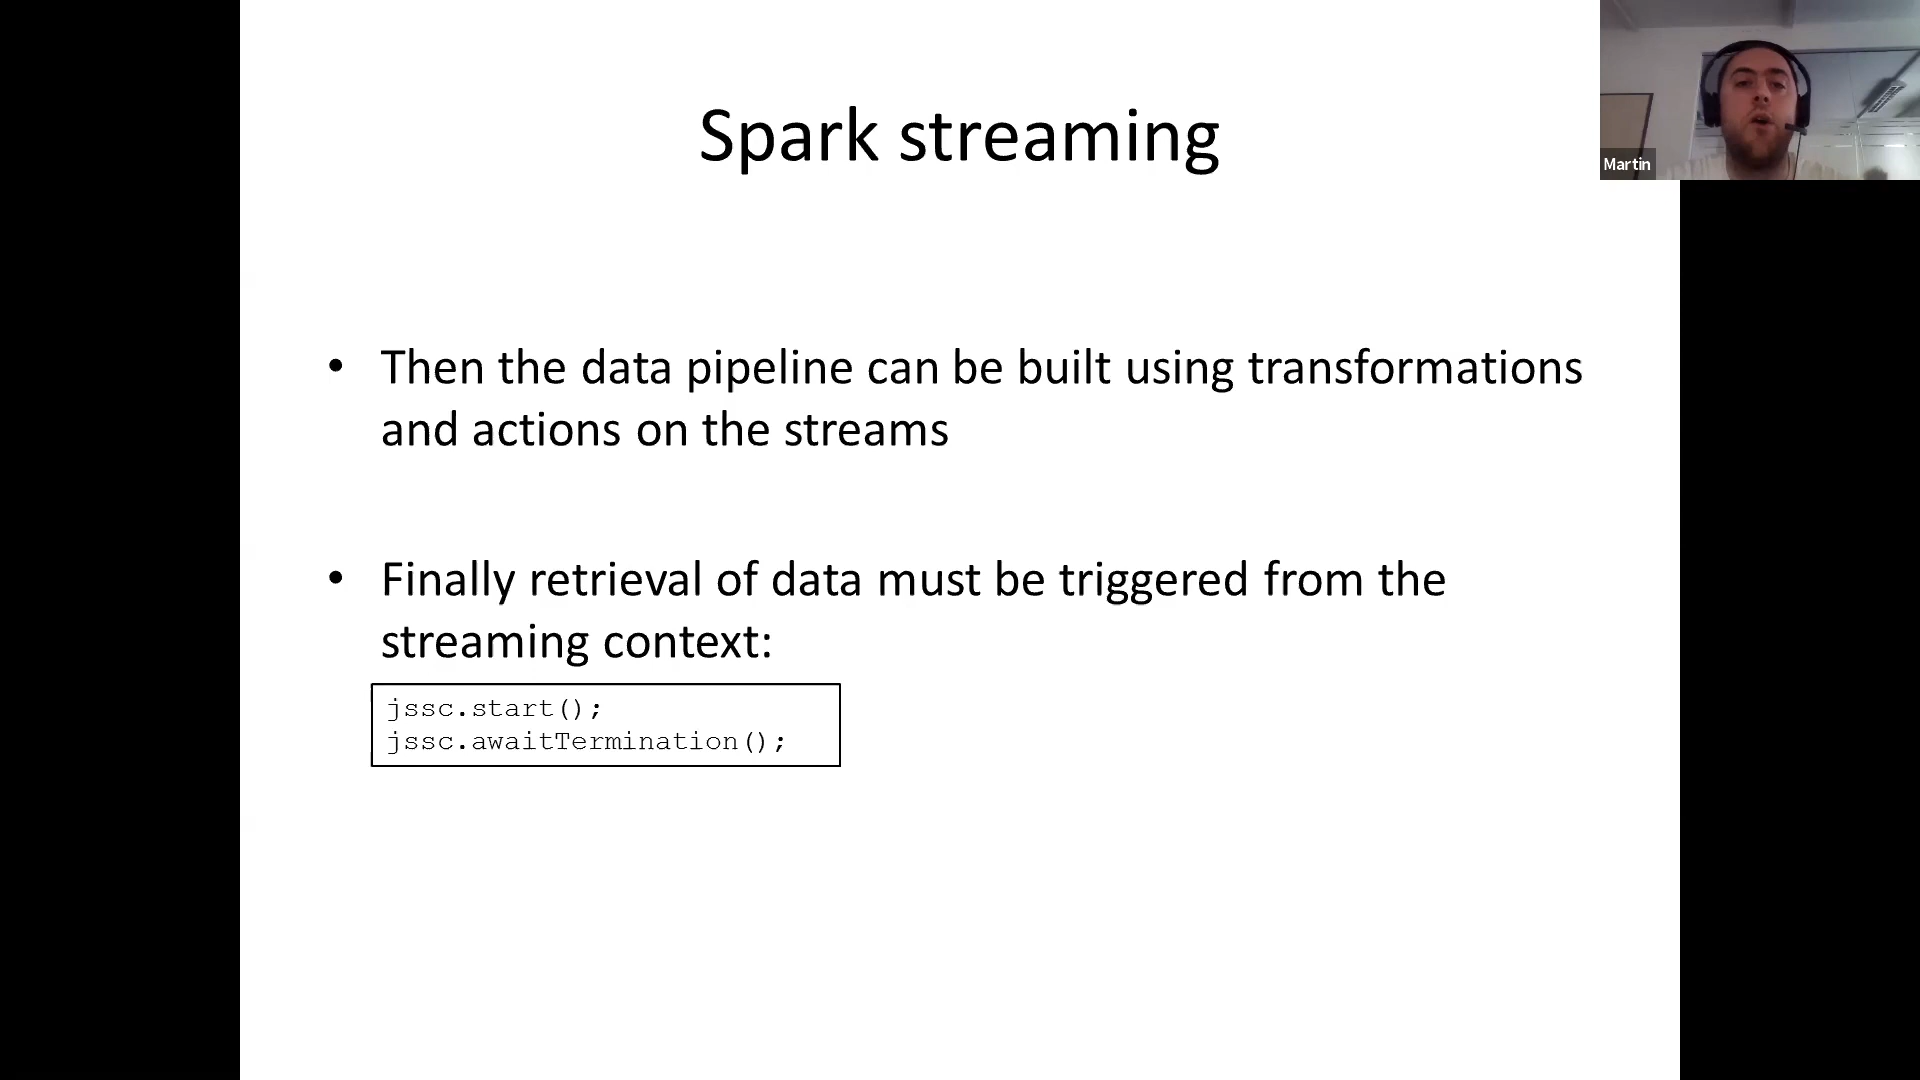 Spark streaming
Martin
• Then the data pipeline can be built using transformations
and actions on the streams
• Finally retrieval of data must be triggered from the
streaming context:
jssc.start();
jssc.awaitTermination();